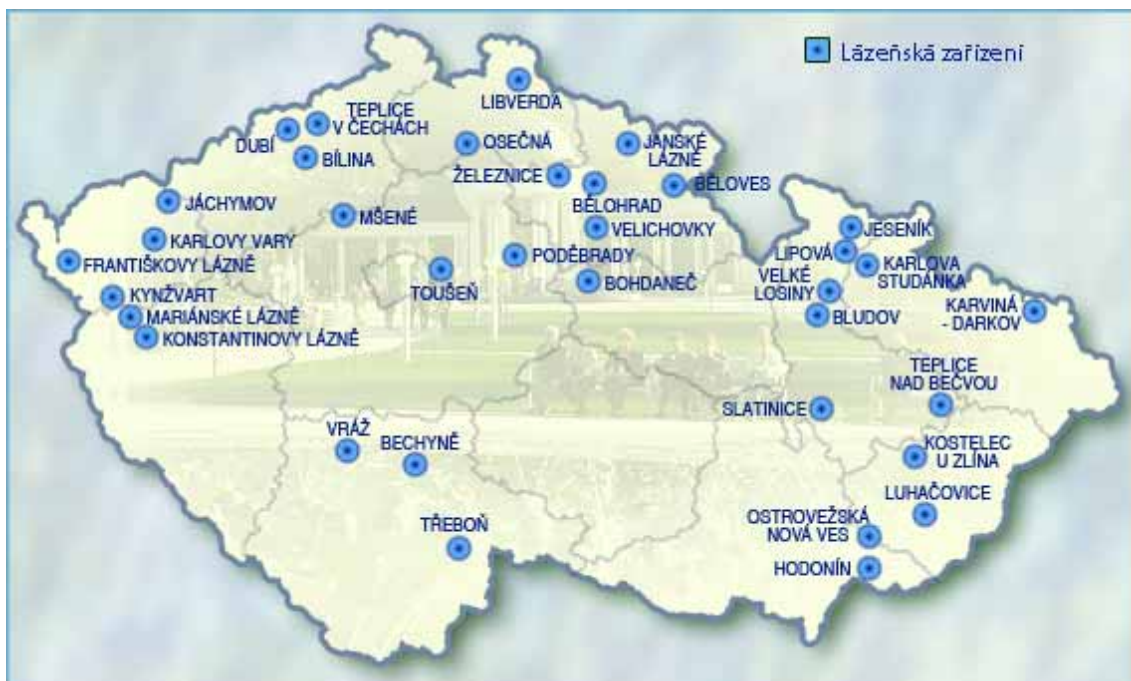 Lázeňská zařízení
LIBVERDA
TEPLICE
V ČECHÁCH
DUBÍ
BÍLINA
OSEČNÁ
JANSKÉ
LÁZNĚ
ŽELEZNICE
BĚLOVES
BĚLOHRAD
JÁCHYMOV
MŠENÉ
VELICHOVKY
JESENÍK
KARLOVY VARY
LIPOVÁ
FRANTIŠKOVY LÁZNĚ
PODĚBRADY
KARLOVA
STUDÁNKA
TOUŠEŇ
BOHDANEČ
VELKÉ
LOSINY
KYNŽVART
MARIÁNSKÉ LÁZNĚ
BLUDOV
KARVINÁ
- DARKOV
KONSTANTINOVY LÁZNĚ
TEPLICE
NAD BEČVOU
SLATINICE
VRÁŽ
BECHYNĚ
KOSTELEC
U ZLÍNA
LUHAČOVICE
TŘEBOŇ
OSTROVEŽSKÁ
NOVÁ VES
HODONÍN